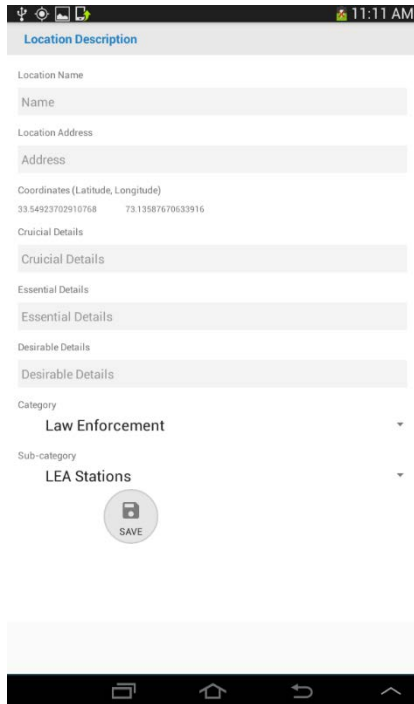 11:11 AM
Location Description
Location Name
Name
Location Address
Address
Coordinates (Latitude, Longitude)
33.54923702910768 73.13587670633916
Cruicial Details
Cruicial Details
Essential Details
Essential Details
Desirable Details
Desirable Details
Category
Law Enforcement
Sub-category
LEA Stations
SAVE